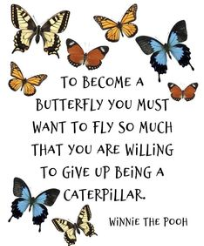 TO BECOME A
BUTTERFLY YOU MUST
WANT TO FLY SO MUCH
THAT YOU ARE WILLING
TO GIVE UP BEING A
CATERPILLAR.
WINNIE THE POOH